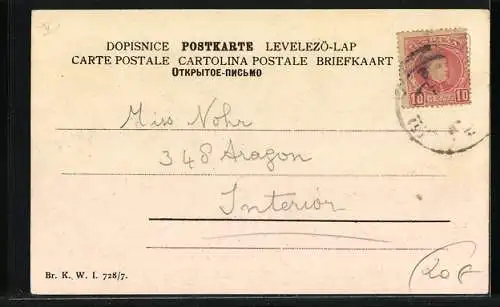 DOPISNICE POSTKARTE LEVELEZÖ-LAP
CARTE POSTALE CARTOLINA POSTALE BRIEFKAART
ОТКРЫТОЕ-ПИСЬМО
10 10
Miss Nohr
348 Aragon
Interior
Br. K. W. I. 728/7.